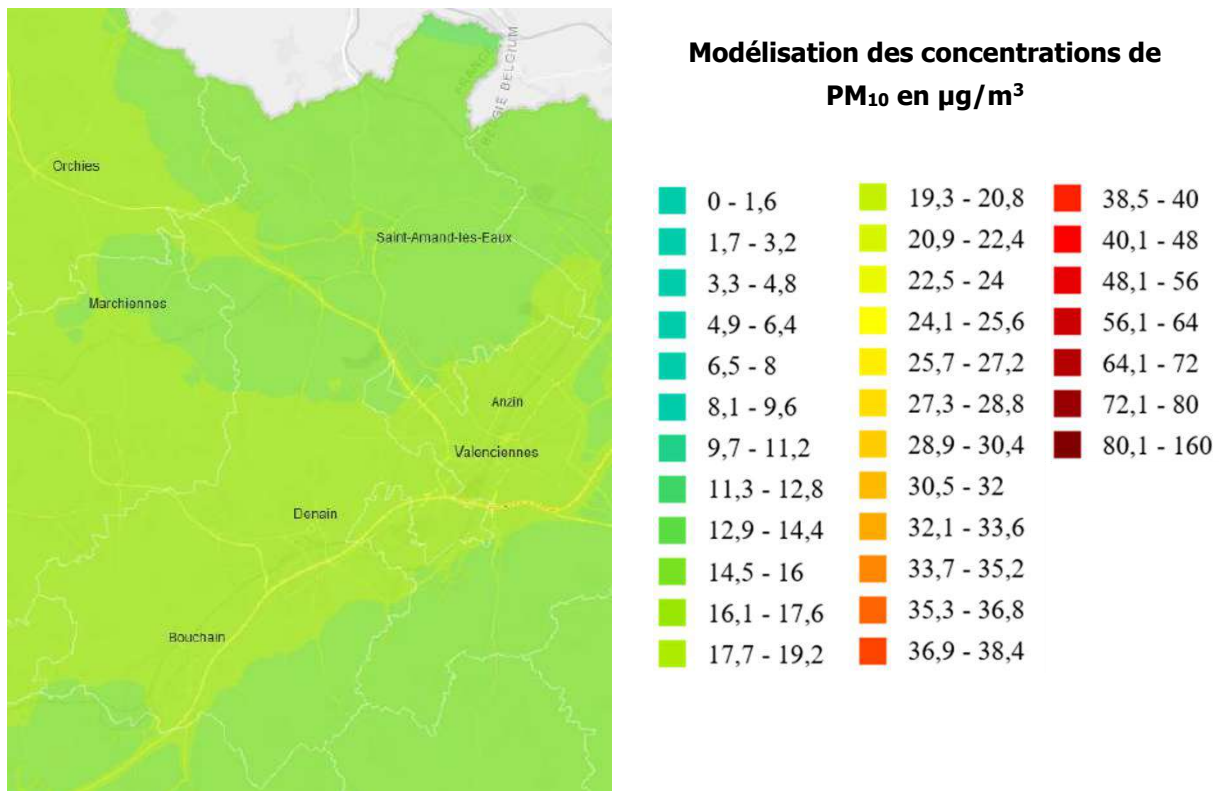 Modélisation des concentrations de
PM₁₀ en µg/m³
FRANCE
BELGIE BELGIUM
Orchies
Saint-Amand-les-Eaux
Marchiennes
Anzin
Valenciennes
Denain
Bouchain
0 - 1,6
1,7 - 3,2
3,3 - 4,8
4,9 - 6,4
6,5 - 8
8,1 - 9,6
9,7 - 11,2
11,3 - 12,8
12,9 - 14,4
14,5 - 16
16,1 - 17,6
17,7 - 19,2
19,3 - 20,8
20,9 - 22,4
22,5 - 24
24,1 - 25,6
25,7 - 27,2
27,3 - 28,8
28,9 - 30,4
30,5 - 32
32,1 - 33,6
33,7 - 35,2
35,3 - 36,8
36,9 - 38,4
38,5 - 40
40,1 - 48
48,1 - 56
56,1 - 64
64,1 - 72
72,1 - 80
80,1 - 160